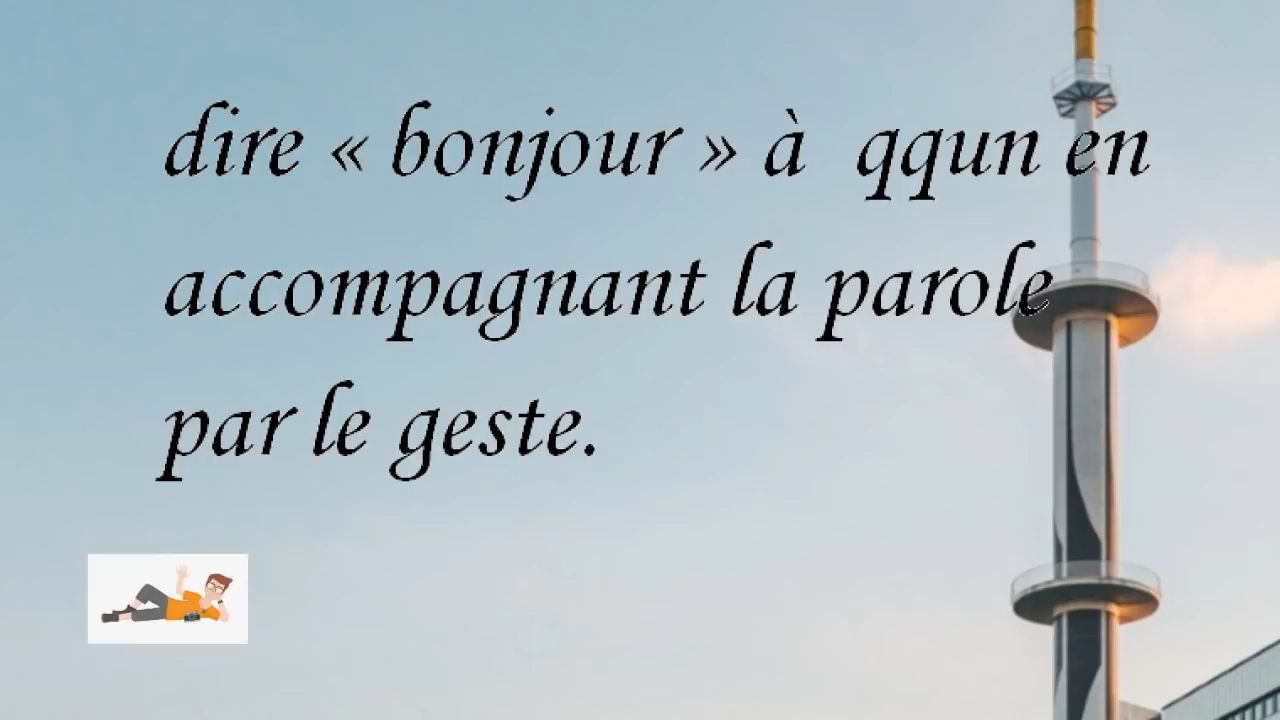 dire « bonjour » à qqun en
accompagnant la parole
par le geste.